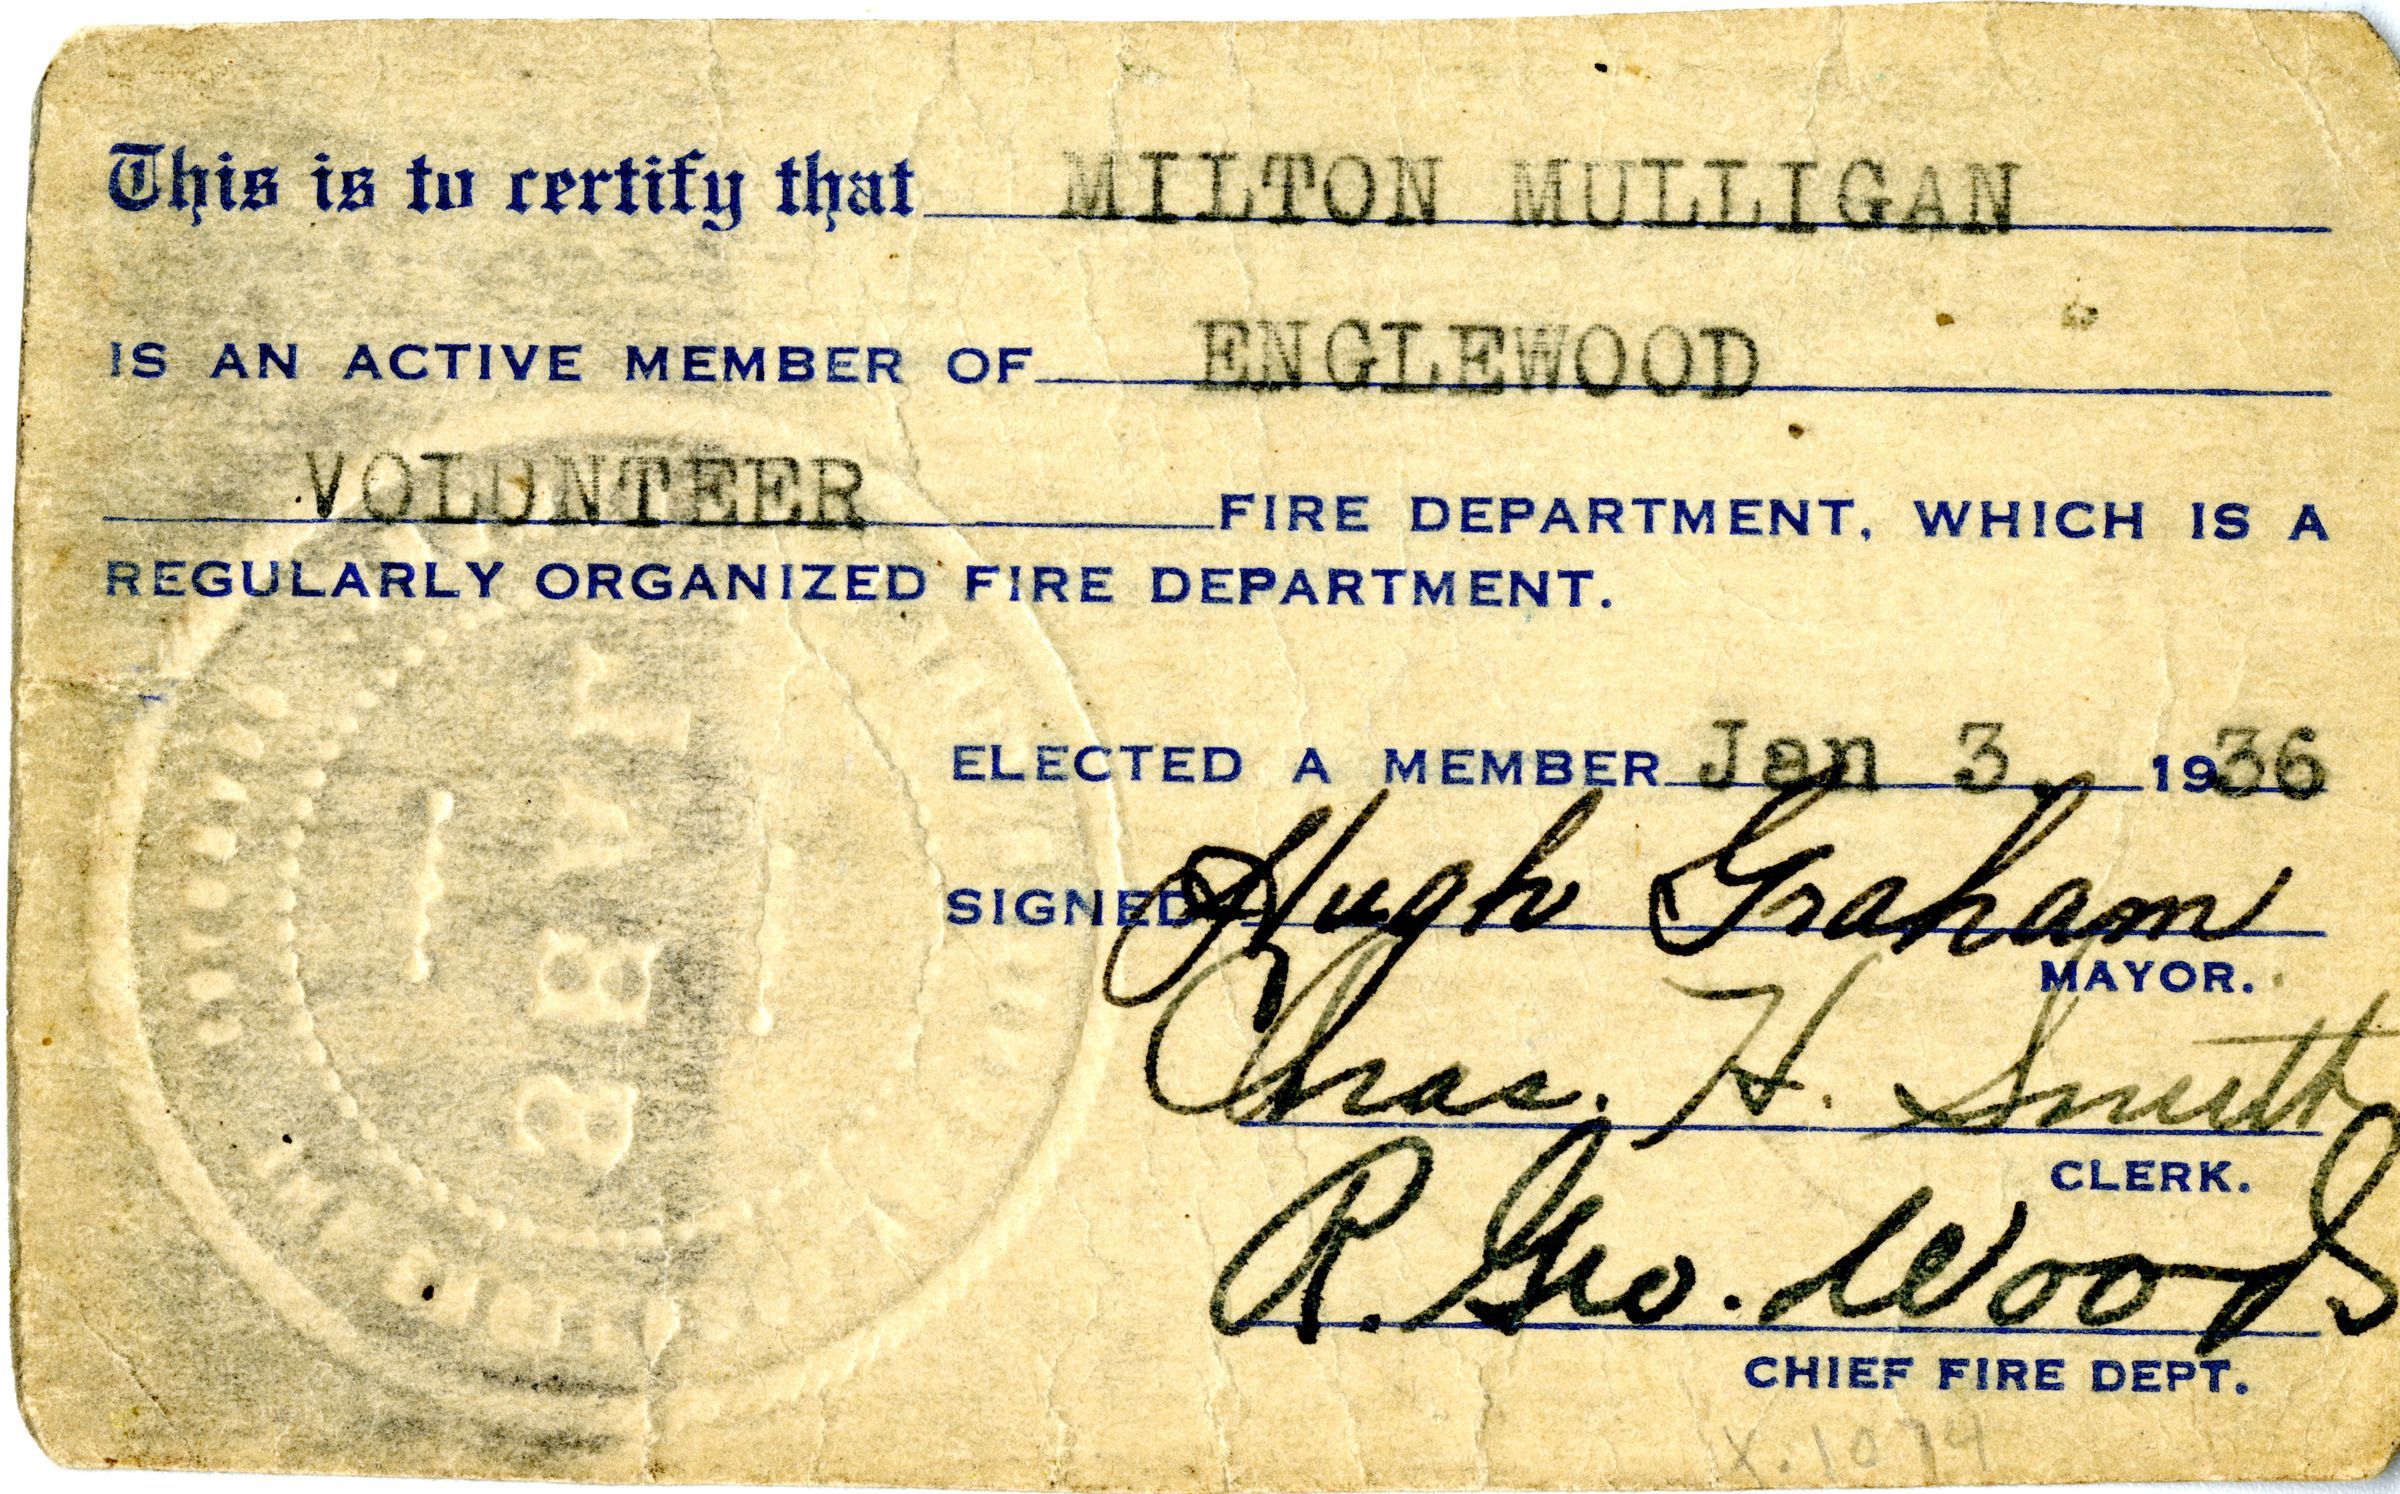 This is to certify that MILTON MULLIGAN
IS AN ACTIVE MEMBER OF ENGLEWOOD
VOLUNTEER FIRE DEPARTMENT, WHICH IS A
REGULARLY ORGANIZED FIRE DEPARTMENT.
ELECTED A MEMBER Jan 3, 1936
SIGNED Hugh Graham
MAYOR.
Chas. H. Smith
CLERK.
R. Geo. Woods
CHIEF FIRE DEPT.
X.1074
SEAL